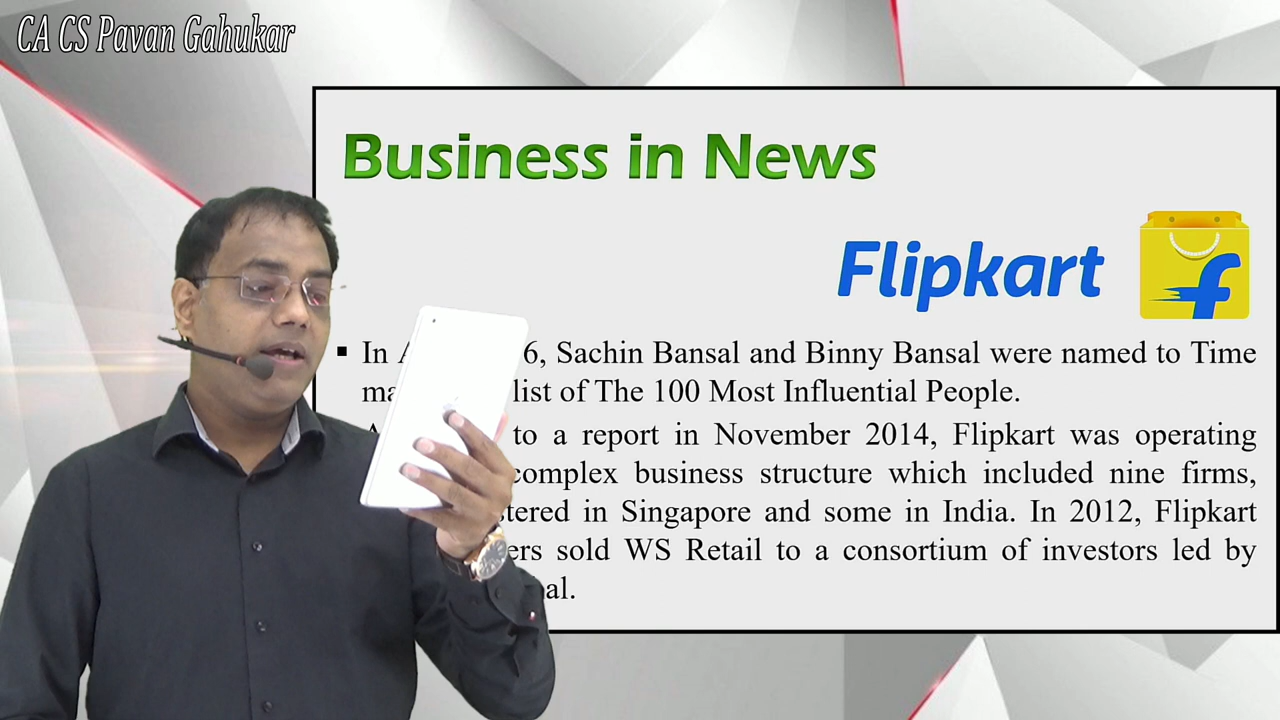 CA CS Pavan Gahukar
Business in News
Flipkart
f
In 6, Sachin Bansal and Binny Bansal were named to Time
list of The 100 Most Influential People.
to a report in November 2014, Flipkart was operating
complex business structure which included nine firms,
in Singapore and some in India. In 2012, Flipkart
sold WS Retail to a consortium of investors led by